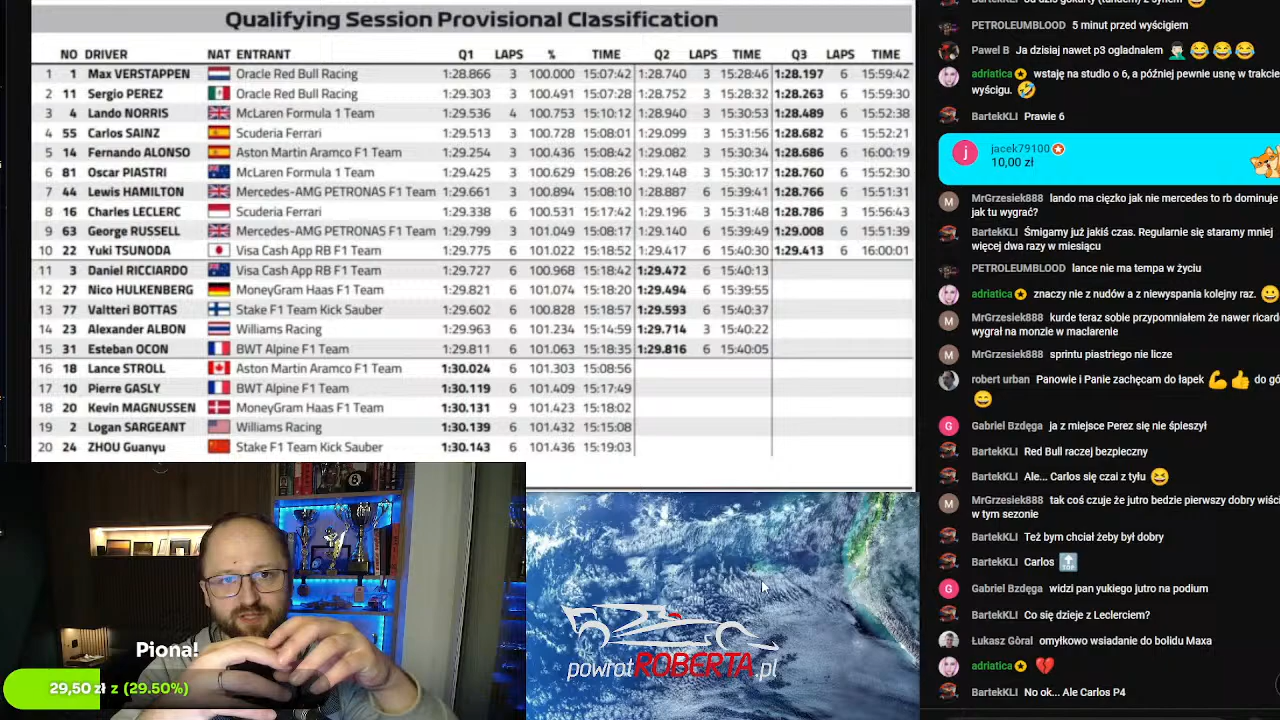 Qualifying Session Provisional Classification
NO DRIVER NAT ENTRANT Q1 LAPS % TIME Q2 LAPS TIME Q3 LAPS TIME
1 1 Max VERSTAPPEN Oracle Red Bull Racing 1:28.866 3 100.000 15:07:42 1:28.740 3 15:28:46 1:28.197 6 15:59:42
2 11 Sergio PEREZ Oracle Red Bull Racing 1:29.303 3 100.491 15:07:28 1:28.752 3 15:28:32 1:28.263 6 15:59:30
3 4 Lando NORRIS McLaren Formula 1 Team 1:29.536 4 100.753 15:10:12 1:28.940 3 15:30:53 1:28.489 6 15:52:38
4 55 Carlos SAINZ Scuderia Ferrari 1:29.513 3 100.728 15:08:01 1:29.099 3 15:31:56 1:28.682 6 15:52:21
5 14 Fernando ALONSO Aston Martin Aramco F1 Team 1:29.254 3 100.436 15:08:42 1:29.082 3 15:30:34 1:28.686 6 16:00:19
6 81 Oscar PIASTRI McLaren Formula 1 Team 1:29.425 3 100.629 15:08:26 1:29.148 3 15:30:17 1:28.760 6 15:52:30
7 44 Lewis HAMILTON Mercedes-AMG PETRONAS F1 Team 1:29.661 3 100.894 15:08:10 1:28.887 6 15:39:41 1:28.766 3 15:51:31
8 16 Charles LECLERC Scuderia Ferrari 1:29.338 6 100.531 15:17:42 1:29.196 3 15:31:48 1:28.786 3 15:56:43
9 63 George RUSSELL Mercedes-AMG PETRONAS F1 Team 1:29.799 3 101.049 15:08:17 1:29.140 6 15:39:49 1:29.008 6 15:51:39
10 22 Yuki TSUNODA Visa Cash App RB F1 Team 1:29.775 6 101.022 15:18:52 1:29.417 6 15:40:30 1:29.413 6 16:00:01
11 3 Daniel RICCIARDO Visa Cash App RB F1 Team 1:29.727 6 100.968 15:18:42 1:29.472 6 15:40:13
12 27 Nico HULKENBERG MoneyGram Haas F1 Team 1:29.821 6 101.074 15:18:20 1:29.494 6 15:39:55
13 77 Valtteri BOTTAS Stake F1 Team Kick Sauber 1:29.602 6 100.828 15:18:57 1:29.593 6 15:40:37
14 23 Alexander ALBON Williams Racing 1:29.963 6 101.234 15:14:59 1:29.714 3 15:40:22
15 31 Esteban OCON BWT Alpine F1 Team 1:29.811 6 101.063 15:18:35 1:29.816 6 15:40:05
16 18 Lance STROLL Aston Martin Aramco F1 Team 1:30.024 6 101.303 15:08:56
17 10 Pierre GASLY BWT Alpine F1 Team 1:30.119 6 101.409 15:17:49
18 20 Kevin MAGNUSSEN MoneyGram Haas F1 Team 1:30.131 9 101.423 15:18:02
19 2 Logan SARGEANT Williams Racing 1:30.139 6 101.432 15:15:08
20 24 ZHOU Guanyu Stake F1 Team Kick Sauber 1:30.143 6 101.436 15:19:03
Piona!
29,50 zł z (29.50%)
powrotROBERTA.pl
PETROLEUMBLOOD 5 minut przed wyścigiem
Pawel B Ja dzisiaj nawet p3 ogladnalem 🤦🏻‍♂️😂😂😂
adriatica wstaję na studio o 6, a później pewnie usnę w trakcie
wyścigu. 🤣
BartekKLI Prawie 6
jacek79100
10,00 zł
MrGrzesiek888 lando ma cięzko jak nie mercedes to rb dominuje
jak tu wygrać?
BartekKLI Śmigamy już jakiś czas. Regularnie się staramy mniej
więcej dwa razy w miesiącu
PETROLEUMBLOOD lance nie ma tempa w życiu
adriatica znaczy nie z nudów a z niewyspania kolejny raz. 😀
MrGrzesiek888 kurde teraz sobie przypomniałem że nawer ricardo
wygrał na monzie w maclarenie
MrGrzesiek888 sprintu piastriego nie licze
robert urban Panowie i Panie zachęcam do łapek 💪👍 do gó
😄
Gabriel Bzdęga ja z miejsce Perez się nie śpieszył
BartekKLI Red Bull raczej bezpieczny
BartekKLI Ale... Carlos się czai z tyłu 😆
MrGrzesiek888 tak coś czuje że jutro bedzie pierwszy dobry wiści
w tym sezonie
BartekKLI Też bym chciał żeby był dobry
BartekKLI Carlos 🔝
Gabriel Bzdęga widzi pan yukiego jutro na podium
BartekKLI Co się dzieje z Leclerciem?
Łukasz Góral omyłkowo wsiadanie do bolidu Maxa
adriatica 💔
BartekKLI No ok... Ale Carlos P4